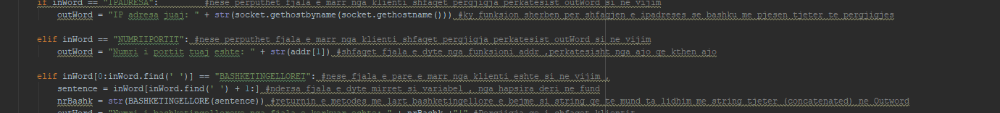 if inWord == "IPADRESA":        #nese perputhet fjala e marr nga klienti shfaqet pergjigja perkatesist outWord si ne vijim
outWord = "IP adresa juaj: " + str(socket.gethostbyname(socket.gethostname())) #ky funksion sherben per shfaqjen e ipadreses se bashku me pjesen tjeter te pergjigjes
elif inWord == "NUMRIIPORTIT": #nese perputhet fjala e marr nga klienti shfaqet pergjigja perkatesist outWord si ne vijim
outWord = "Numri i portit tuaj eshte: " + str(addr[1]) #shfaqet fjala e dyte nga funksioni addr ,perkatesisht nga ajo qe kthen ajo
elif inWord[0:inWord.find(' ')] == "BASHKETINGELLORET": #nese fjala e pare e marr nga klienti eshte si ne vijim ,
sentence = inWord[inWord.find(' ') + 1:] #ndersa fjala e dyte mirret si variabel , nga hapsira deri ne fund
nrBashk = str(BASHKETINGELLORE(sentence)) #returnin e metodes me lart bashketingellore e bejme si string qe te mund ta lidhim me string tjeter (concatenated) ne Outword
outWord = "Numri i bashketingelloreve nga fjala e kerkuar eshte: " + nrBashk +"!" #Pergjigja qe i shfaqet klientit